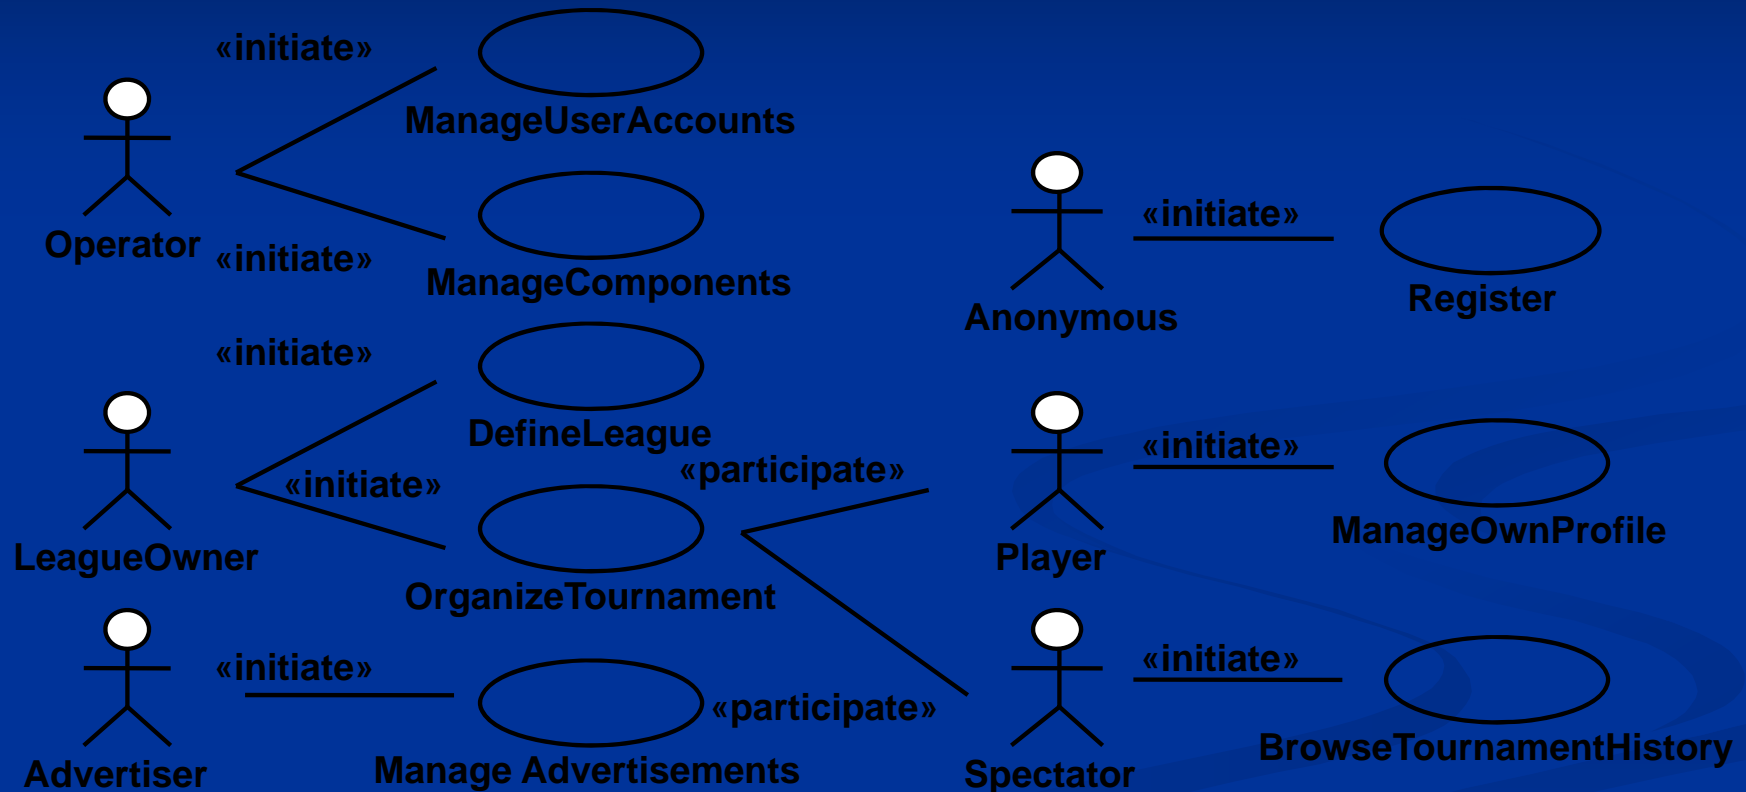 «initiate»
ManageUserAccounts
Operator
«initiate»
ManageComponents
«initiate»
Anonymous
Register
«initiate»
DefineLeague
«initiate»
«participate»
LeagueOwner
OrganizeTournament
«initiate»
Player
ManageOwnProfile
«initiate»
Advertiser
Manage Advertisements
«participate»
«initiate»
Spectator
BrowseTournamentHistory